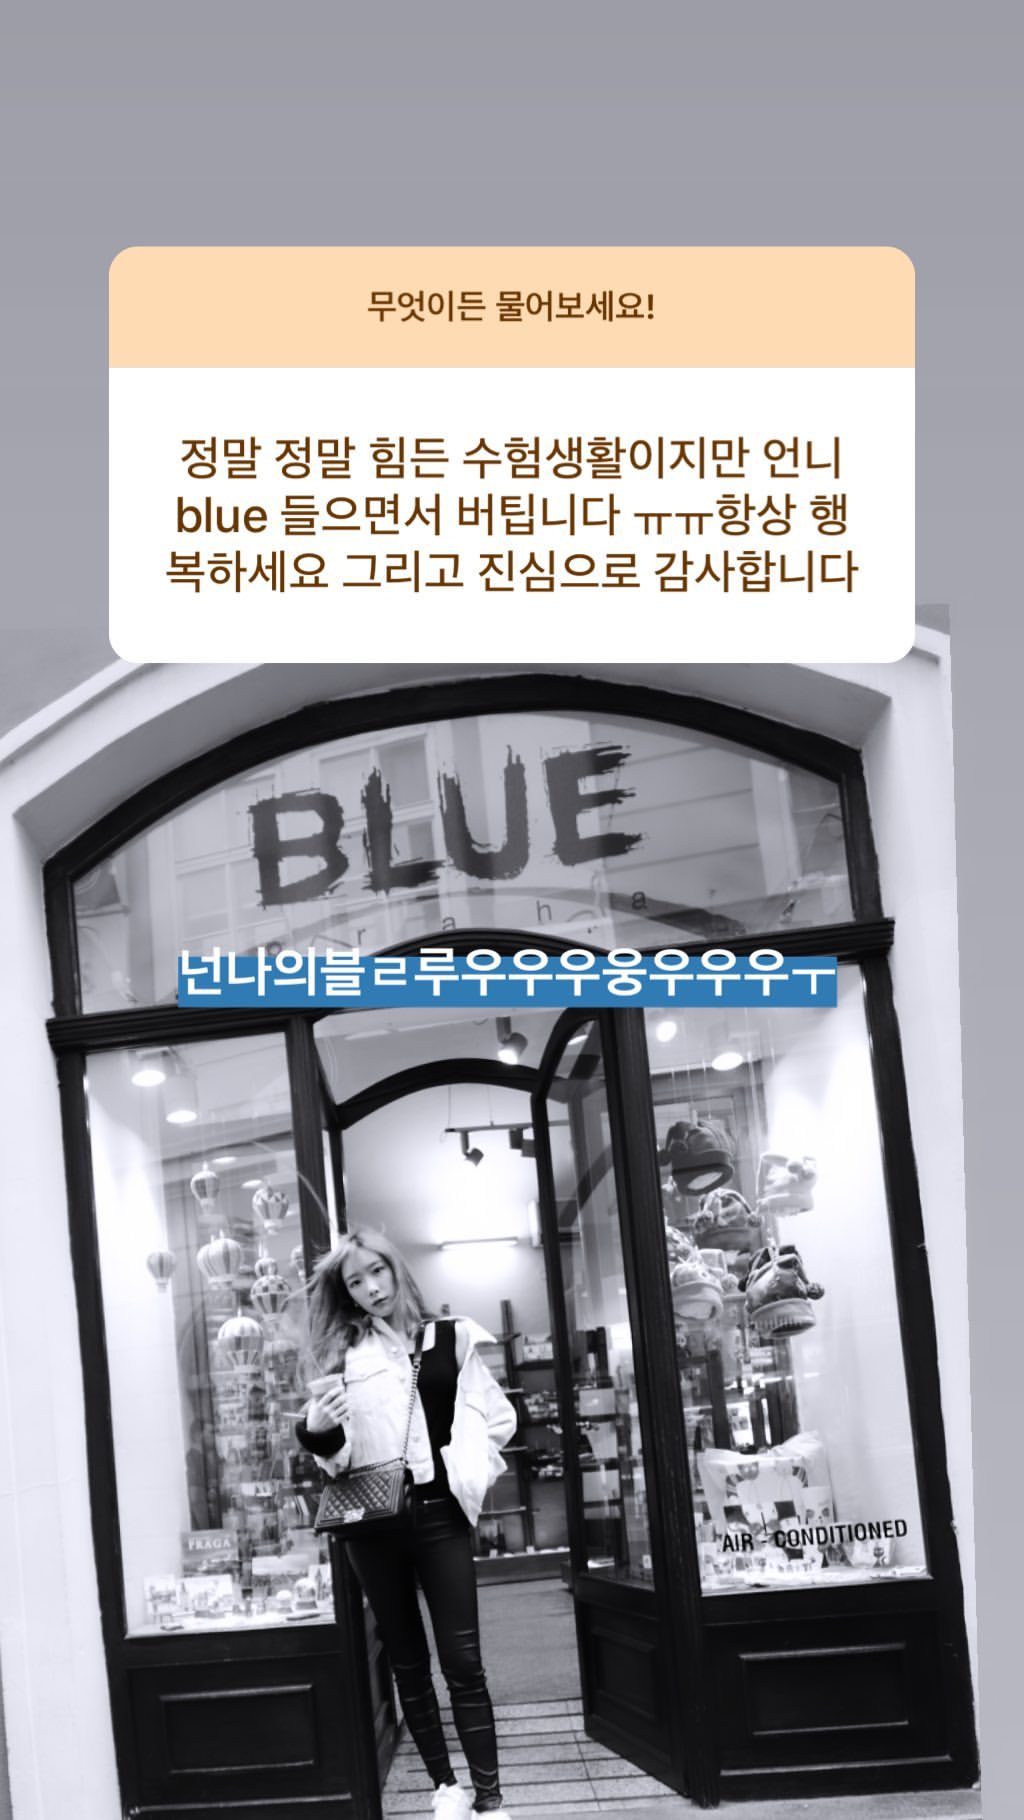 무엇이든 물어보세요!
정말 정말 힘든 수험생활이지만 언니
blue 들으면서 버팁니다 ㅠㅠ항상 행
복하세요 그리고 진심으로 감사합니다
BLUE
r a h a
넌나의블ㄹ루우우우웅우우우ㅜ
PRAGA
AIR - CONDITIONED